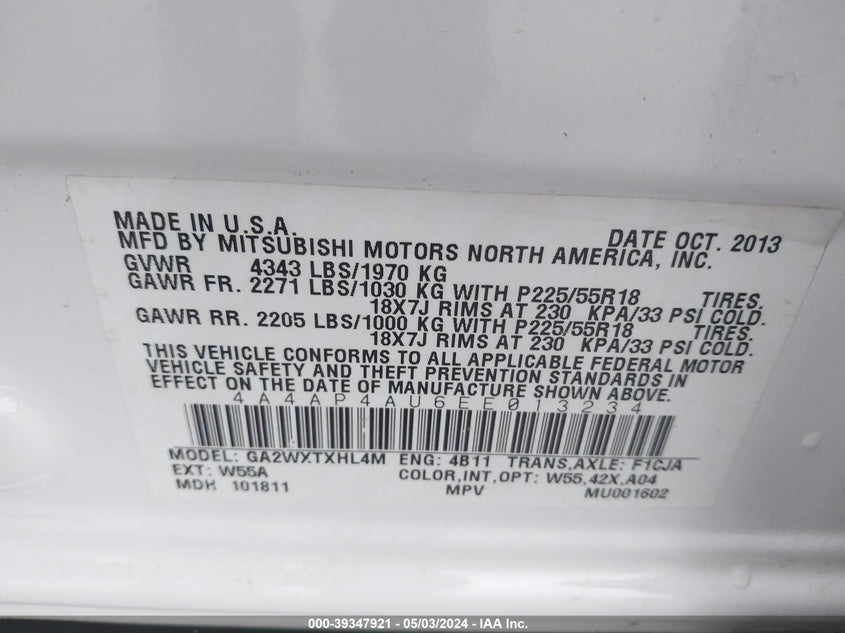 MADE IN U.S.A. DATE OCT. 2013
MFD BY MITSUBISHI MOTORS NORTH AMERICA, INC.
GVWR 4343 LBS/1970 KG
GAWR FR. 2271 LBS/1030 KG WITH P225/55R18 TIRES.
18X7J RIMS AT 230 KPA/33 PSI COLD.
GAWR RR. 2205 LBS/1000 KG WITH P225/55R18 TIRES.
18X7J RIMS AT 230 KPA/33 PSI COLD.
THIS VEHICLE CONFORMS TO ALL APPLICABLE FEDERAL MOTOR
VEHICLE SAFETY AND THEFT PREVENTION STANDARDS IN
EFFECT ON THE DATE OF MANUFACTURE SHOWN ABOVE.
4A4AP4AU6EE013234
MODEL: GA2WXTXHL4M ENG: 4B11 TRANS,AXLE: F1CJA
EXT: W55A COLOR,INT,OPT: W55,42X,A04
MDH 101811 MPV MU001602
000-39347921 - 05/03/2024 - IAA Inc.